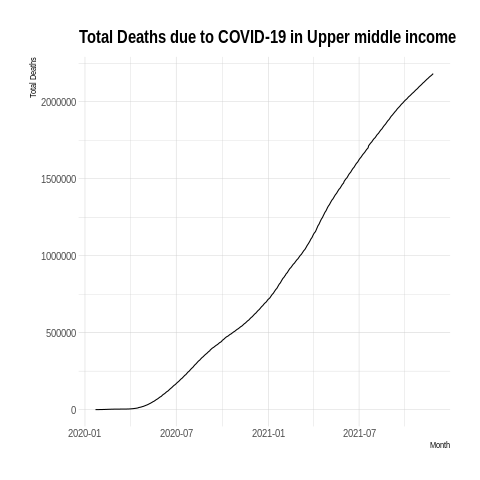 Total Deaths due to COVID-19 in Upper middle income
Total Deaths
2000000
1500000
1000000
500000
0
2020-01 2020-07 2021-01 2021-07
Month